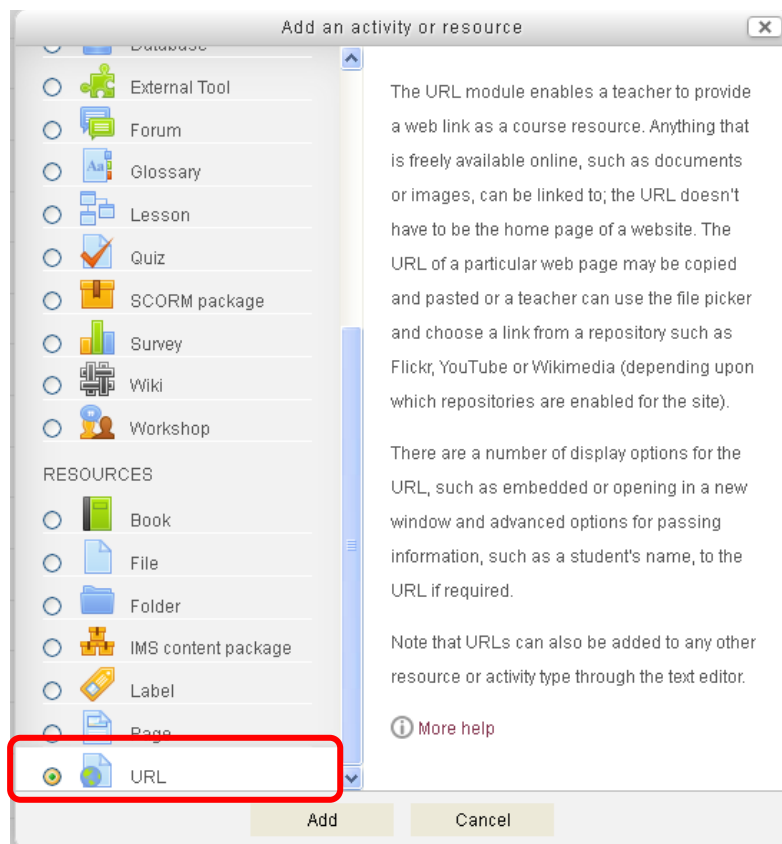 Add an activity or resource
Database
External Tool
Forum
Glossary
Lesson
Quiz
SCORM package
Survey
Wiki
Workshop
RESOURCES
Book
File
Folder
IMS content package
Label
Page
URL
The URL module enables a teacher to provide
a web link as a course resource. Anything that
is freely available online, such as documents
or images, can be linked to; the URL doesn't
have to be the home page of a website. The
URL of a particular web page may be copied
and pasted or a teacher can use the file picker
and choose a link from a repository such as
Flickr, YouTube or Wikimedia (depending upon
which repositories are enabled for the site).
There are a number of display options for the
URL, such as embedded or opening in a new
window and advanced options for passing
information, such as a student's name, to the
URL if required.
Note that URLs can also be added to any other
resource or activity type through the text editor.
More help
Add
Cancel